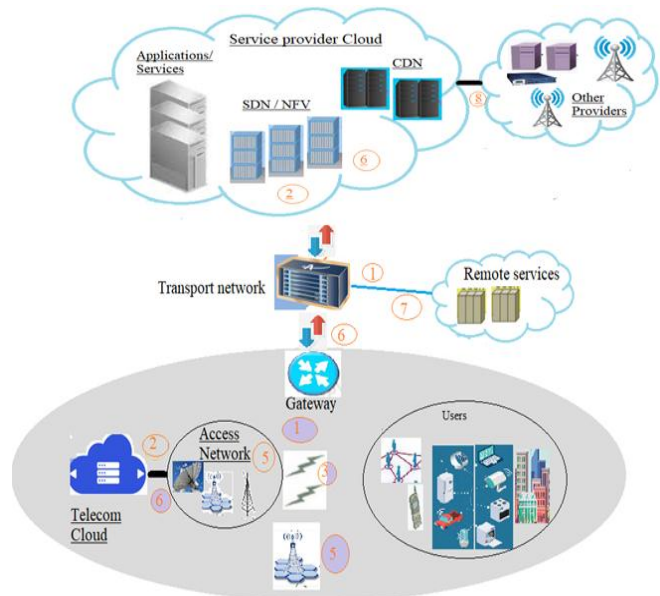 Service provider Cloud
Applications/
Services
CDN
SDN / NFV
6
2
8
Other
Providers
Transport network
1
7
Remote services
6
Gateway
1
Users
2
Access
Network
5
3
6
Telecom
Cloud
5